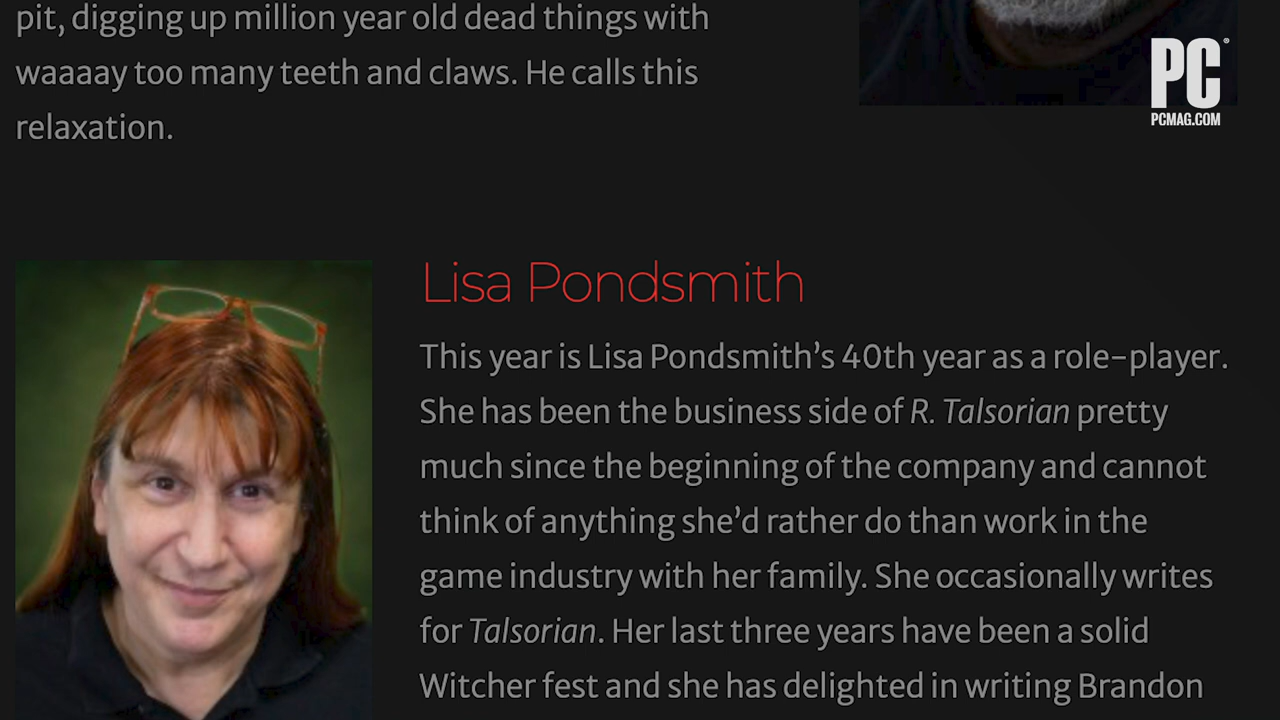 pit, digging up million year old dead things with
waaaay too many teeth and claws. He calls this
relaxation.
PC
PCMAG.COM
Lisa Pondsmith
This year is Lisa Pondsmith’s 40th year as a role-player.
She has been the business side of R. Talsorian pretty
much since the beginning of the company and cannot
think of anything she’d rather do than work in the
game industry with her family. She occasionally writes
for Talsorian. Her last three years have been a solid
Witcher fest and she has delighted in writing Brandon